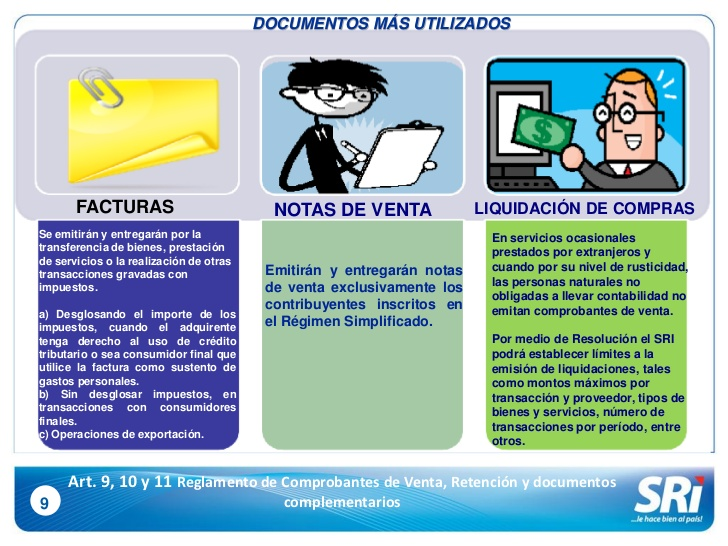 DOCUMENTOS MÁS UTILIZADOS
FACTURAS
Se emitirán y entregarán por la
transferencia de bienes, prestación
de servicios o la realización de otras
transacciones gravadas con
impuestos.
a) Desglosando el importe de los
impuestos, cuando el adquirente
tenga derecho al uso de crédito
tributario o sea consumidor final que
utilice la factura como sustento de
gastos personales.
b) Sin desglosar impuestos, en
transacciones con consumidores
finales.
c) Operaciones de exportación.
NOTAS DE VENTA
Emitirán y entregarán notas
de venta exclusivamente los
contribuyentes inscritos en
el Régimen Simplificado.
LIQUIDACIÓN DE COMPRAS
En servicios ocasionales
prestados por extranjeros y
cuando por su nivel de rusticidad,
las personas naturales no
obligadas a llevar contabilidad no
emitan comprobantes de venta.
Por medio de Resolución el SRI
podrá establecer límites a la
emisión de liquidaciones, tales
como montos máximos por
transacción y proveedor, tipos de
bienes y servicios, número de
transacciones por período, entre
otros.
Art. 9, 10 y 11 Reglamento de Comprobantes de Venta, Retención y documentos
complementarios
9
SRi
...le hace bien al país!